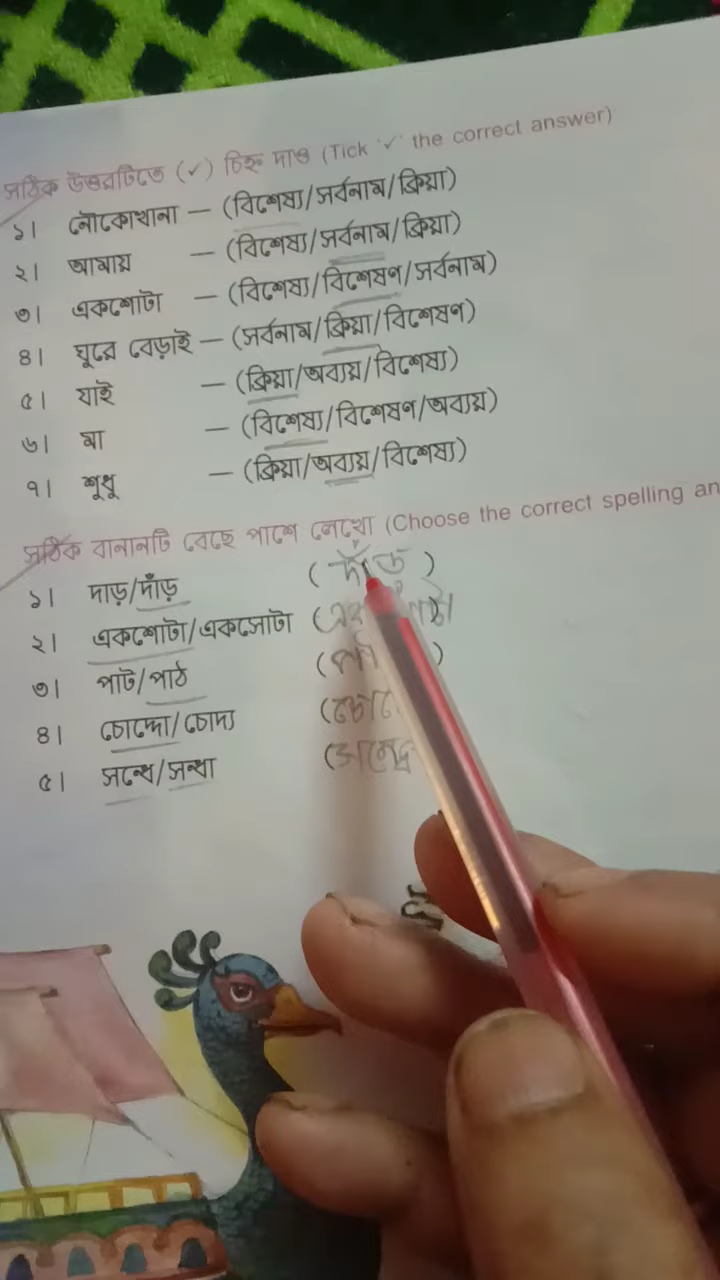 সঠিক উত্তরটিতে (✓) চিহ্ন দাও (Tick '✓' the correct answer)
১। নৌকোখানা — (বিশেষ্য/সর্বনাম/ক্রিয়া)
২। আমায় — (বিশেষ্য/সর্বনাম/ক্রিয়া)
৩। একশোটা — (বিশেষ্য/বিশেষণ/সর্বনাম)
৪। ঘুরে বেড়াই — (সর্বনাম/ক্রিয়া/বিশেষণ)
৫। যাই — (ক্রিয়া/অব্যয়/বিশেষ্য)
৬। মা — (বিশেষ্য/বিশেষণ/অব্যয়)
৭। শুধু — (ক্রিয়া/অব্যয়/বিশেষ্য)
সঠিক বানানটি বেছে পাশে লেখো (Choose the correct spelling an
১। দাড়/দাঁড় (দাঁড়)
২। একশোটা/একসোটা
৩। পাট/পাঠ
৪। চোদ্দো/চোদ্য
৫। সন্ধে/সন্ধা